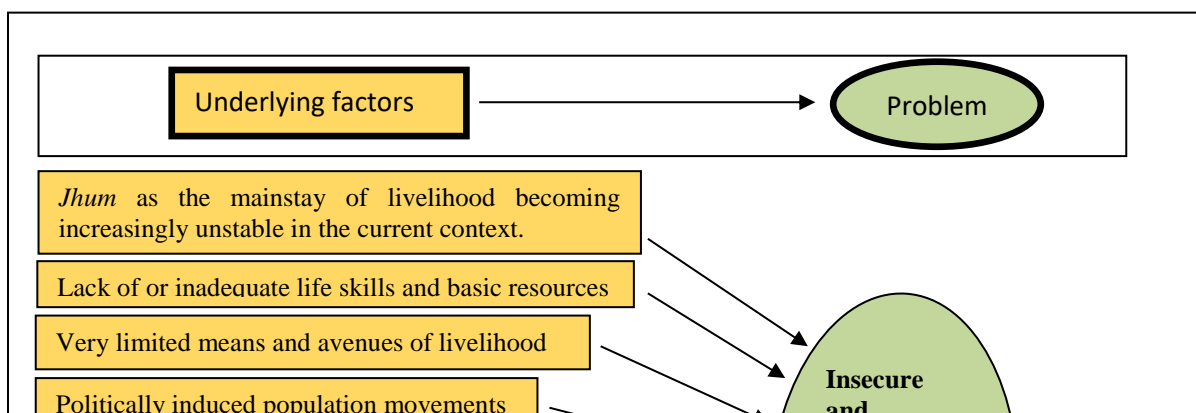 Underlying factors
Problem
Jhum as the mainstay of livelihood becoming
increasingly unstable in the current context.
Lack of or inadequate life skills and basic resources
Very limited means and avenues of livelihood
Politically induced population movements
Insecure
and